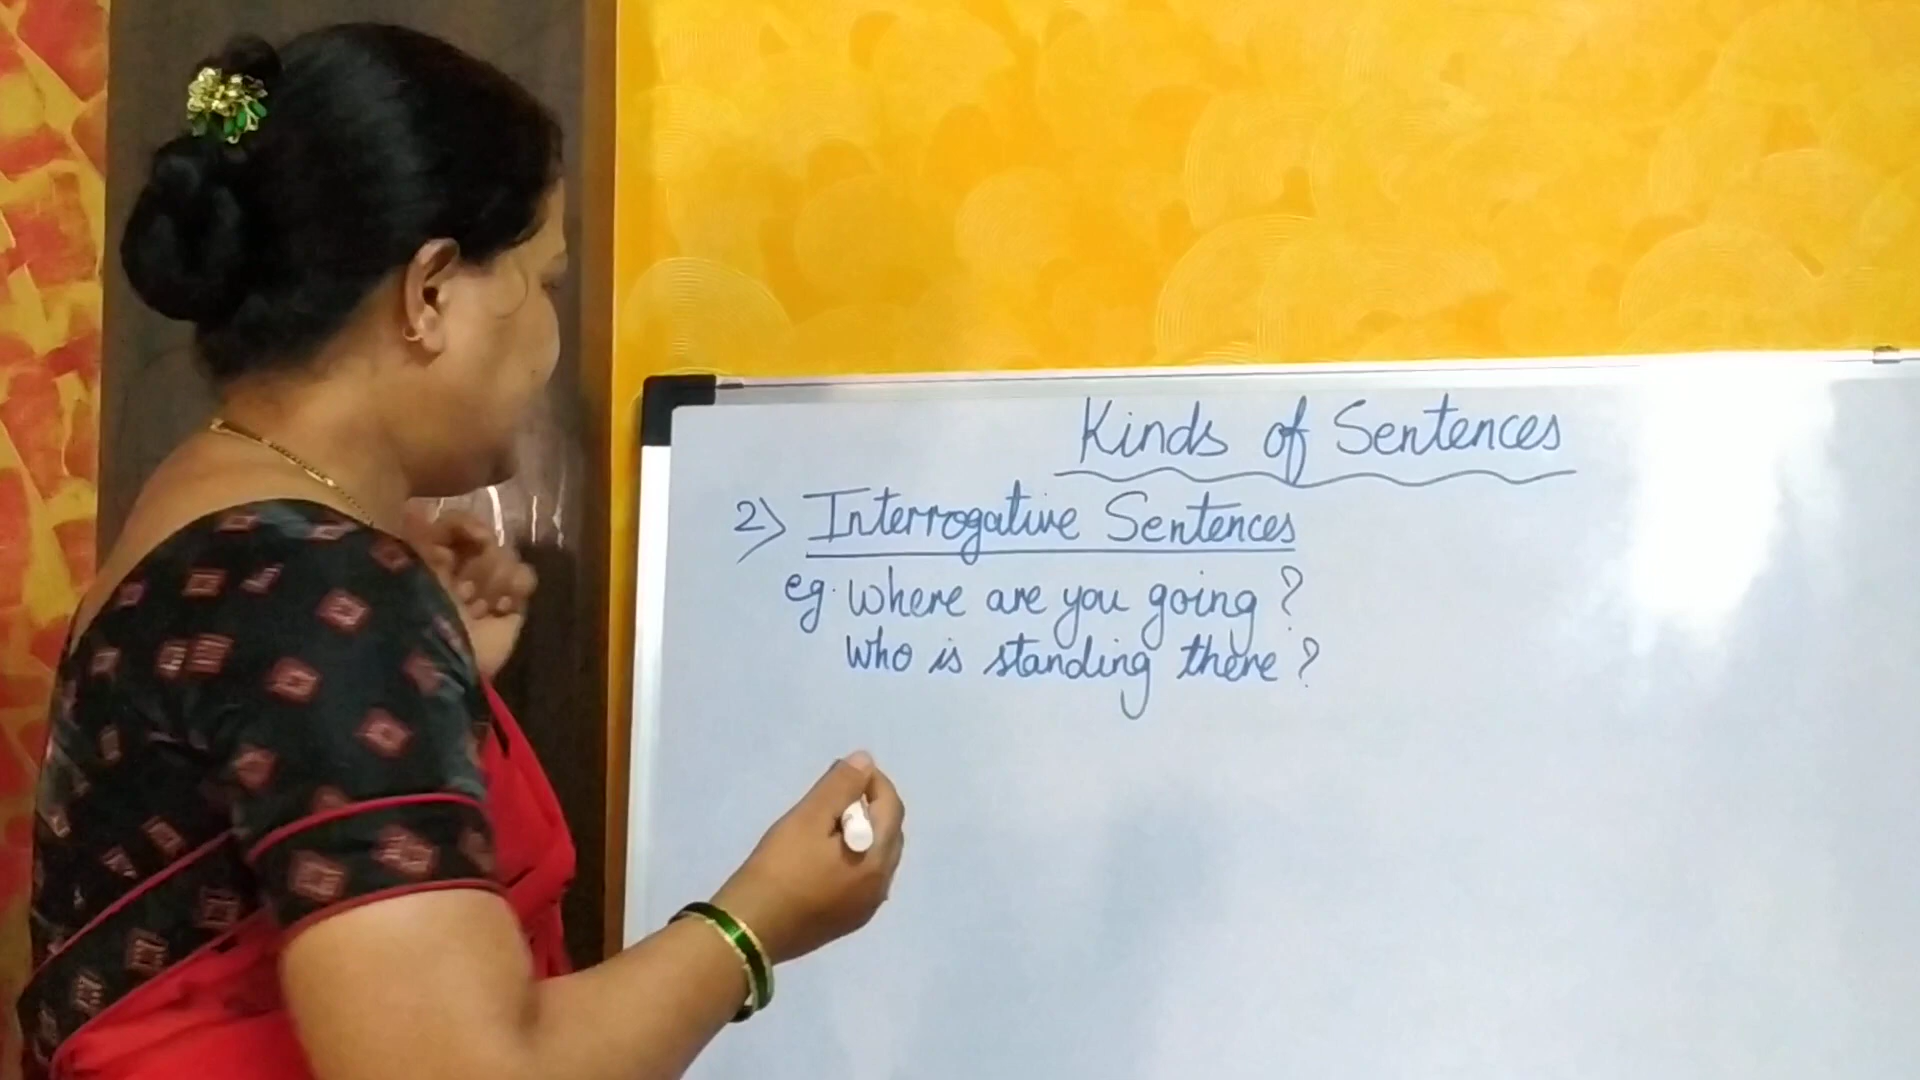 Kinds of Sentences
2) Interrogative Sentences
eg. Where are you going?
Who is standing there?